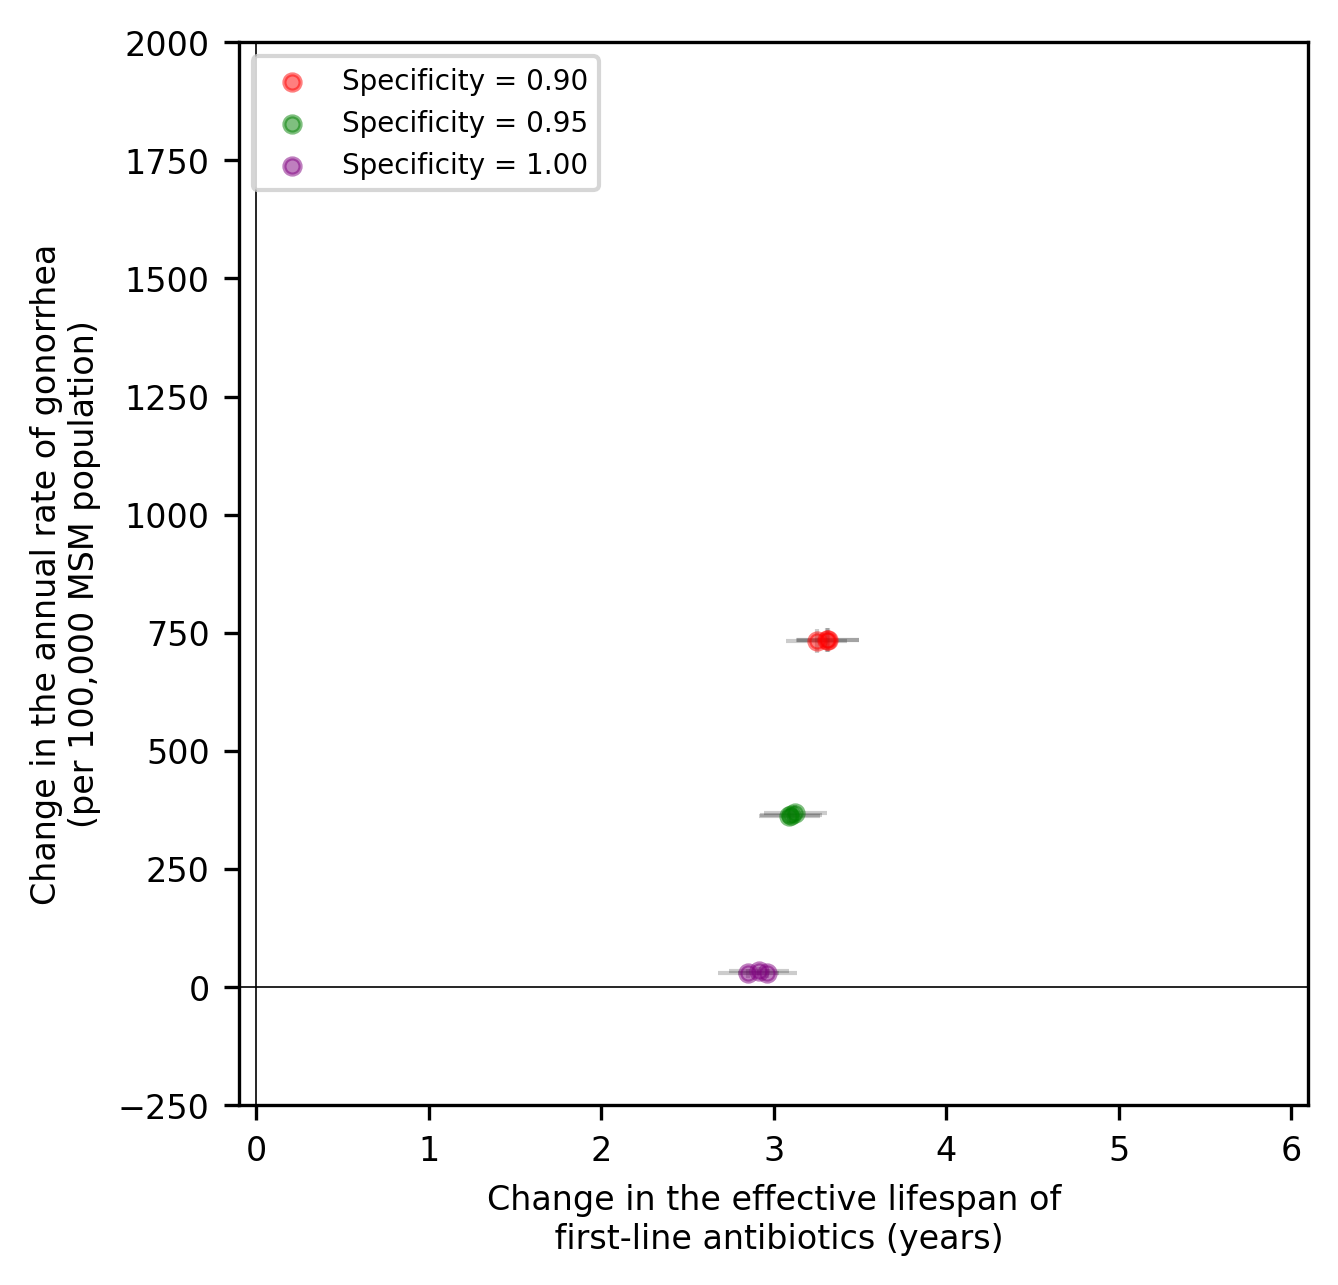 2000
1750
1500
1250
1000
750
500
250
0
−250
Change in the annual rate of gonorrhea
(per 100,000 MSM population)
Specificity = 0.90
Specificity = 0.95
Specificity = 1.00
0 1 2 3 4 5 6
Change in the effective lifespan of
first-line antibiotics (years)